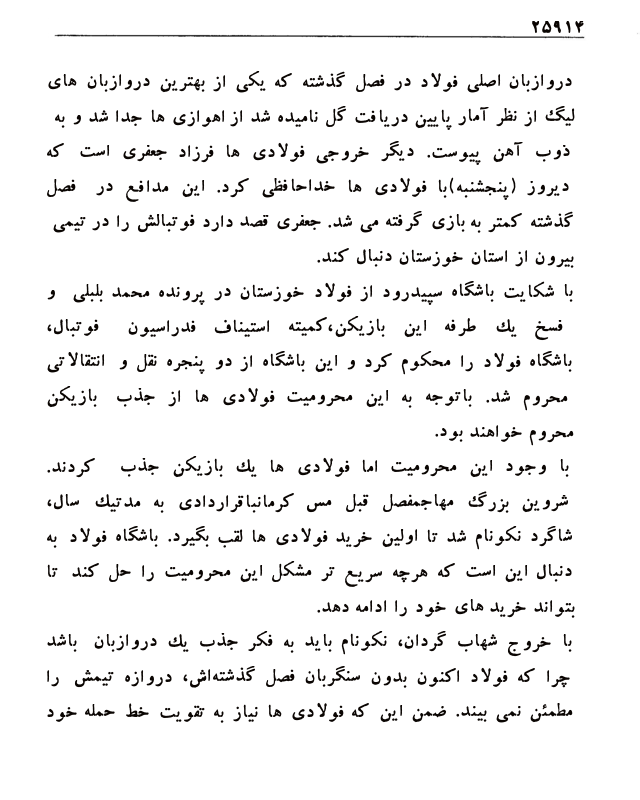 ۲۵۹۱۴
دروازبان اصلی فولاد در فصل گذشته که یکی از بهترین دروازبان های
لیگ از نظر آمار پایین دریافت گل نامیده شد از اهوازی ها جدا شد و به
ذوب آهن پیوست. دیگر خروجی فولادی ها فرزاد جعفری است که
دیروز (پنجشنبه)با فولادی ها خداحافظی کرد. این مدافع در فصل
گذشته کمتر به بازی گرفته می شد. جعفری قصد دارد فوتبالش را در تیمی
بیرون از استان خوزستان دنبال کند.
با شکایت باشگاه سپیدرود از فولاد خوزستان در پرونده محمد بلبلی و
فسخ یك طرفه این بازیکن،کمیته استیناف فدراسیون فوتبال،
باشگاه فولاد را محکوم کرد و این باشگاه از دو پنجره نقل و انتقالاتی
محروم شد. باتوجه به این محرومیت فولادی ها از جذب بازیکن
محروم خواهند بود.
با وجود این محرومیت اما فولادی ها یك بازیکن جذب کردند.
شروین بزرگ مهاجمفصل قبل مس کرمانباقراردادی به مدتیك سال،
شاگرد نکونام شد تا اولین خرید فولادی ها لقب بگیرد. باشگاه فولاد به
دنبال این است که هرچه سریع تر مشکل این محرومیت را حل کند تا
بتواند خرید های خود را ادامه دهد.
با خروج شهاب گردان، نکونام باید به فکر جذب یك دروازبان باشد
چرا که فولاد اکنون بدون سنگربان فصل گذشته‌اش، دروازه تیمش را
مطمئن نمی بیند. ضمن این که فولادی ها نیاز به تقویت خط حمله خود